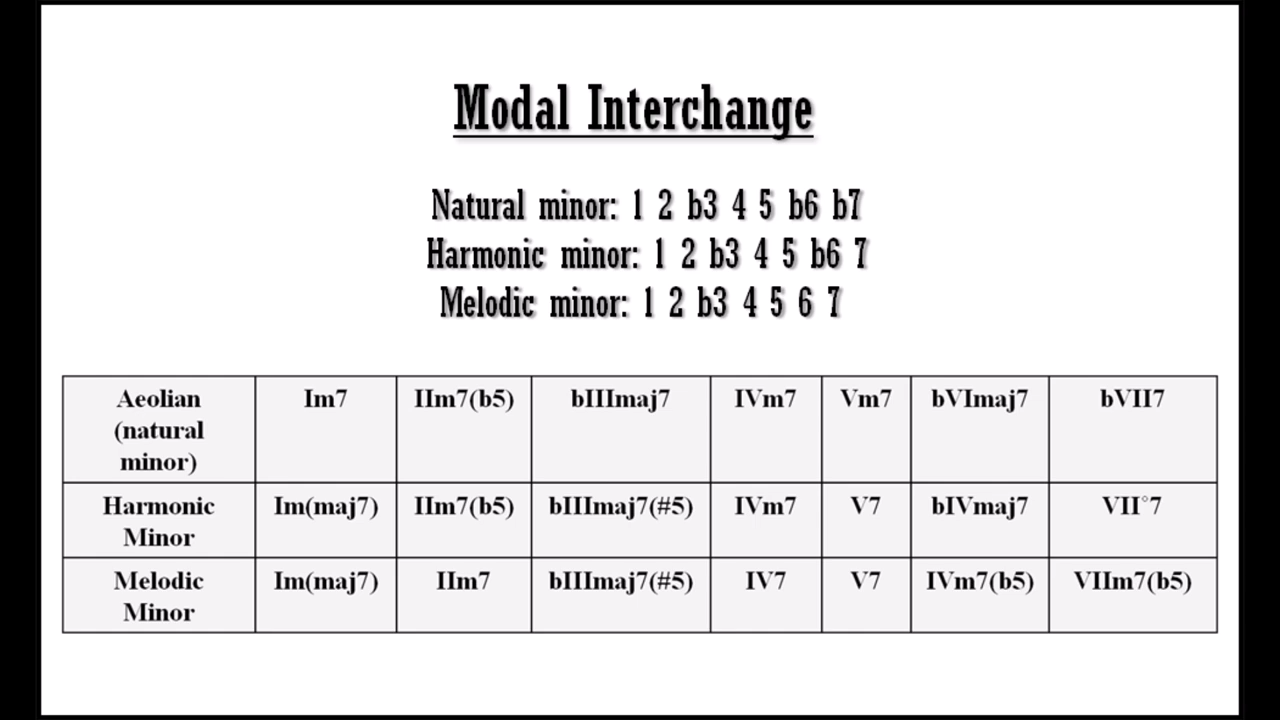 Modal Interchange
Natural minor: 1 2 b3 4 5 b6 b7
Harmonic minor: 1 2 b3 4 5 b6 7
Melodic minor: 1 2 b3 4 5 6 7
Aeolian (natural minor) Im7 IIm7(b5) bIIImaj7 IVm7 Vm7 bVImaj7 bVII7
Harmonic Minor Im(maj7) IIm7(b5) bIIImaj7(#5) IVm7 V7 bIVmaj7 VII°7
Melodic Minor Im(maj7) IIm7 bIIImaj7(#5) IV7 V7 IVm7(b5) VIIm7(b5)